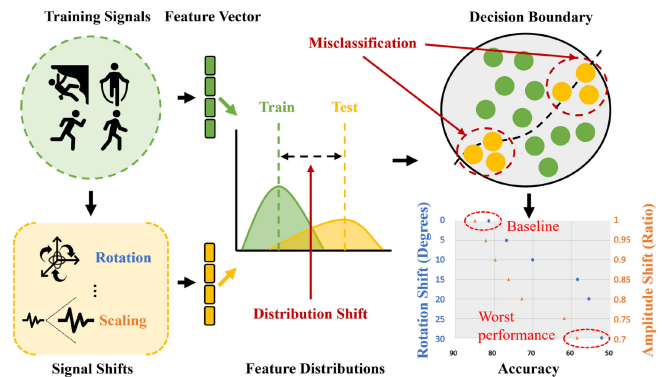 Training Signals
Feature Vector
Decision Boundary
Misclassification
Train
Test
Rotation
...
Scaling
Distribution Shift
Signal Shifts
Feature Distributions
Rotation Shift (Degrees)
0
5
10
15
20
25
30
Baseline
Worst
performance
1
0.95
0.9
0.85
0.8
0.75
0.7
Amplitude Shift (Ratio)
90
80
70
60
50
Accuracy